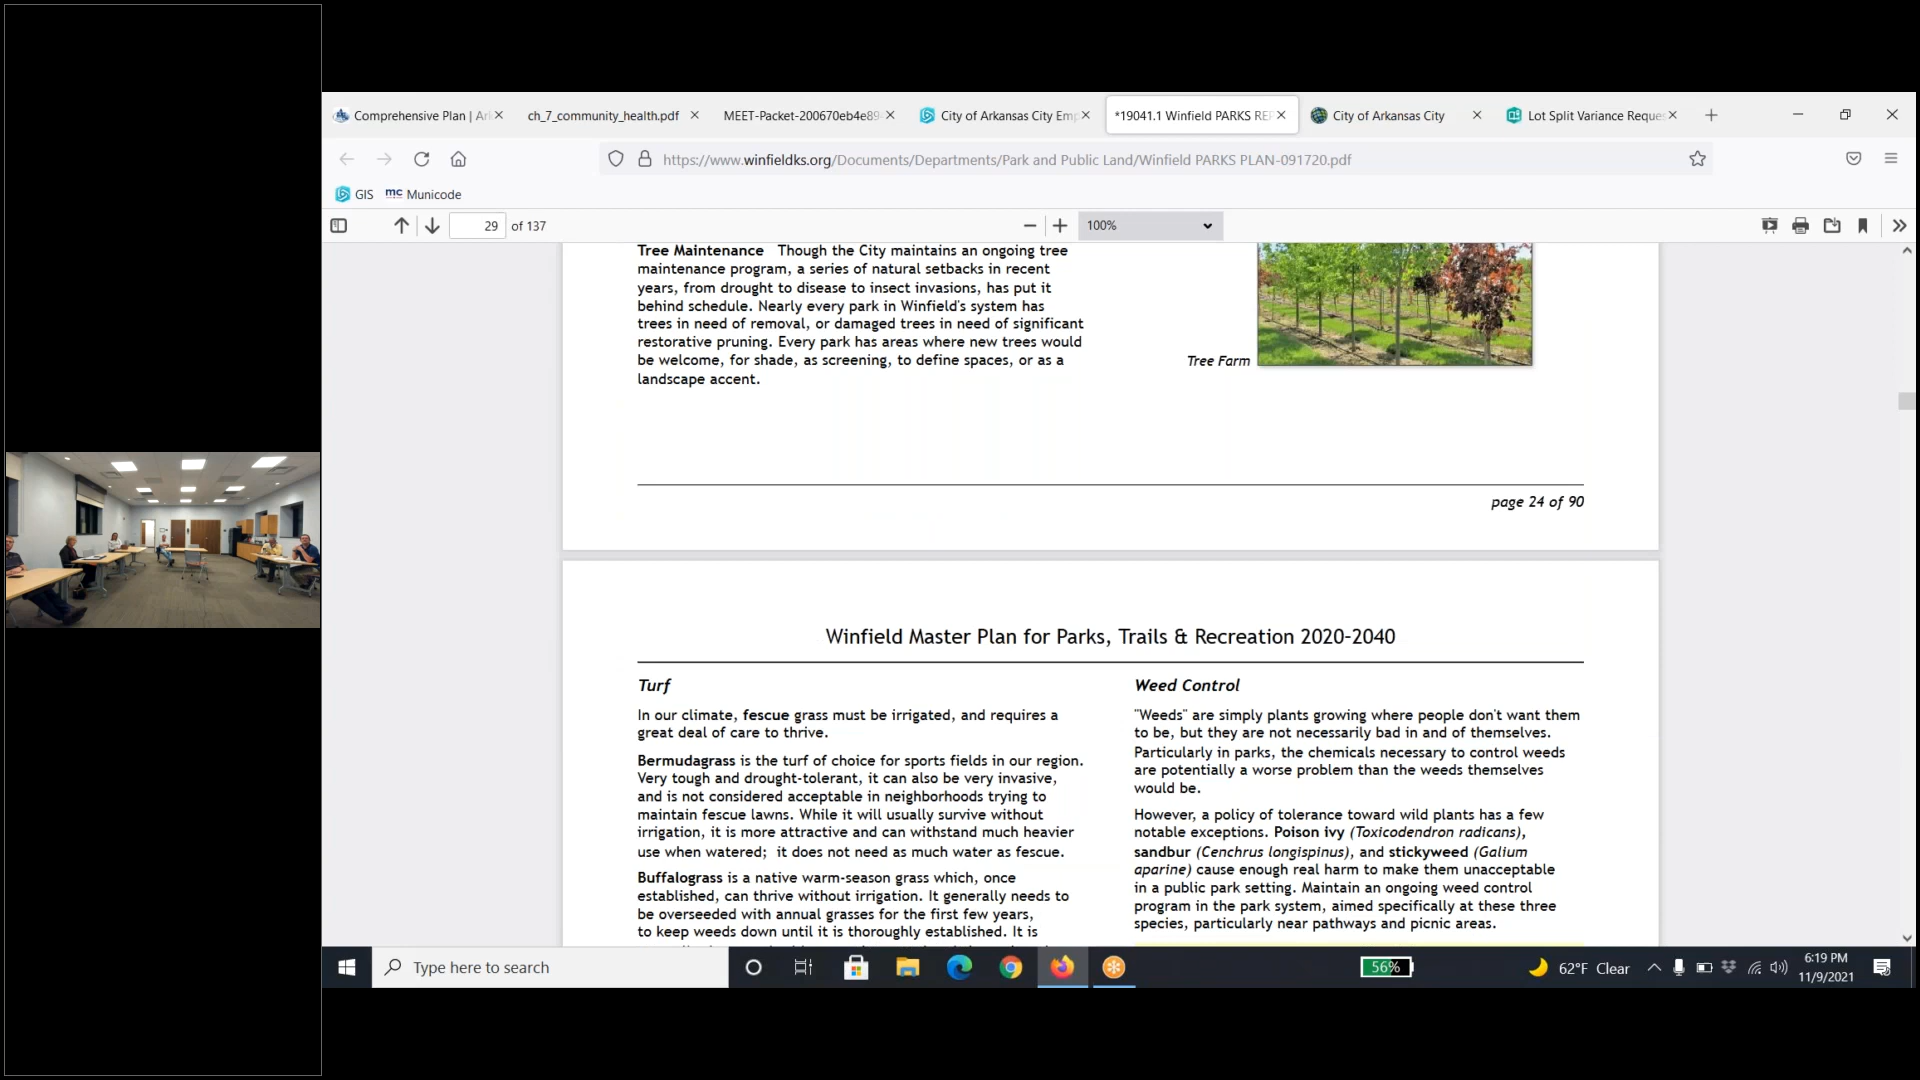 Comprehensive Plan | Ar
ch_7_community_health.pdf
MEET-Packet-200670eb4e89
City of Arkansas City Emp
*19041.1 Winfield PARKS REP
City of Arkansas City
Lot Split Variance Reques
https://www.winfieldks.org/Documents/Departments/Park and Public Land/Winfield PARKS PLAN-091720.pdf
GIS
mc Municode
29 of 137
100%
Tree Maintenance Though the City maintains an ongoing tree
maintenance program, a series of natural setbacks in recent
years, from drought to disease to insect invasions, has put it
behind schedule. Nearly every park in Winfield's system has
trees in need of removal, or damaged trees in need of significant
restorative pruning. Every park has areas where new trees would
be welcome, for shade, as screening, to define spaces, or as a
landscape accent.
Tree Farm
page 24 of 90
Winfield Master Plan for Parks, Trails & Recreation 2020-2040
Turf
In our climate, fescue grass must be irrigated, and requires a
great deal of care to thrive.
Bermudagrass is the turf of choice for sports fields in our region.
Very tough and drought-tolerant, it can also be very invasive,
and is not considered acceptable in neighborhoods trying to
maintain fescue lawns. While it will usually survive without
irrigation, it is more attractive and can withstand much heavier
use when watered; it does not need as much water as fescue.
Buffalograss is a native warm-season grass which, once
established, can thrive without irrigation. It generally needs to
be overseeded with annual grasses for the first few years,
to keep weeds down until it is thoroughly established. It is
Weed Control
"Weeds" are simply plants growing where people don't want them
to be, but they are not necessarily bad in and of themselves.
Particularly in parks, the chemicals necessary to control weeds
are potentially a worse problem than the weeds themselves
would be.
However, a policy of tolerance toward wild plants has a few
notable exceptions. Poison ivy (Toxicodendron radicans),
sandbur (Cenchrus longispinus), and stickyweed (Galium
aparine) cause enough real harm to make them unacceptable
in a public park setting. Maintain an ongoing weed control
program in the park system, aimed specifically at these three
species, particularly near pathways and picnic areas.
Type here to search
56%
62°F Clear
6:19 PM
11/9/2021